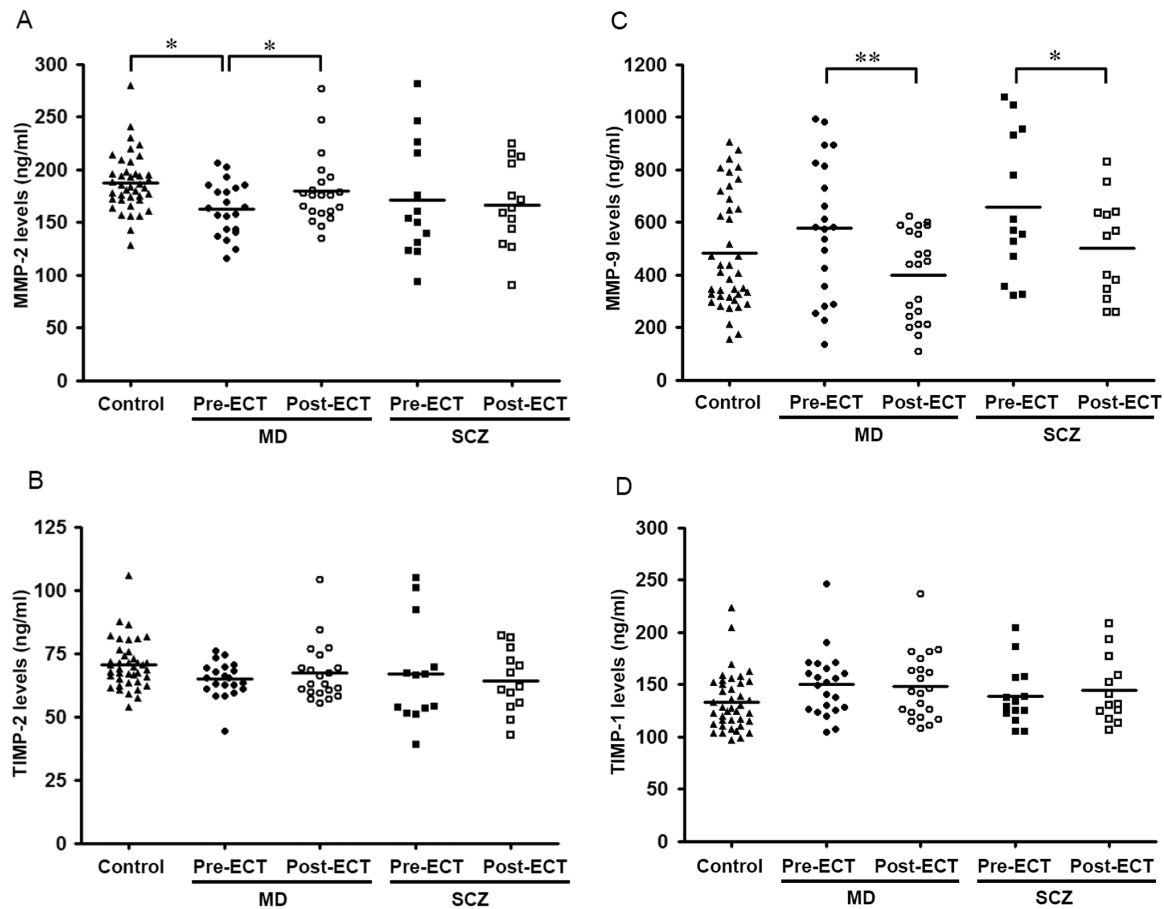 A
* *
MMP-2 levels (ng/ml)
300
250
200
150
100
50
0
Control Pre-ECT Post-ECT Pre-ECT Post-ECT
MD SCZ
C
** *
MMP-9 levels (ng/ml)
1200
1000
800
600
400
200
0
Control Pre-ECT Post-ECT Pre-ECT Post-ECT
MD SCZ
B
TIMP-2 levels (ng/ml)
125
100
75
50
25
0
Control Pre-ECT Post-ECT Pre-ECT Post-ECT
MD SCZ
D
TIMP-1 levels (ng/ml)
300
250
200
150
100
50
0
Control Pre-ECT Post-ECT Pre-ECT Post-ECT
MD SCZ